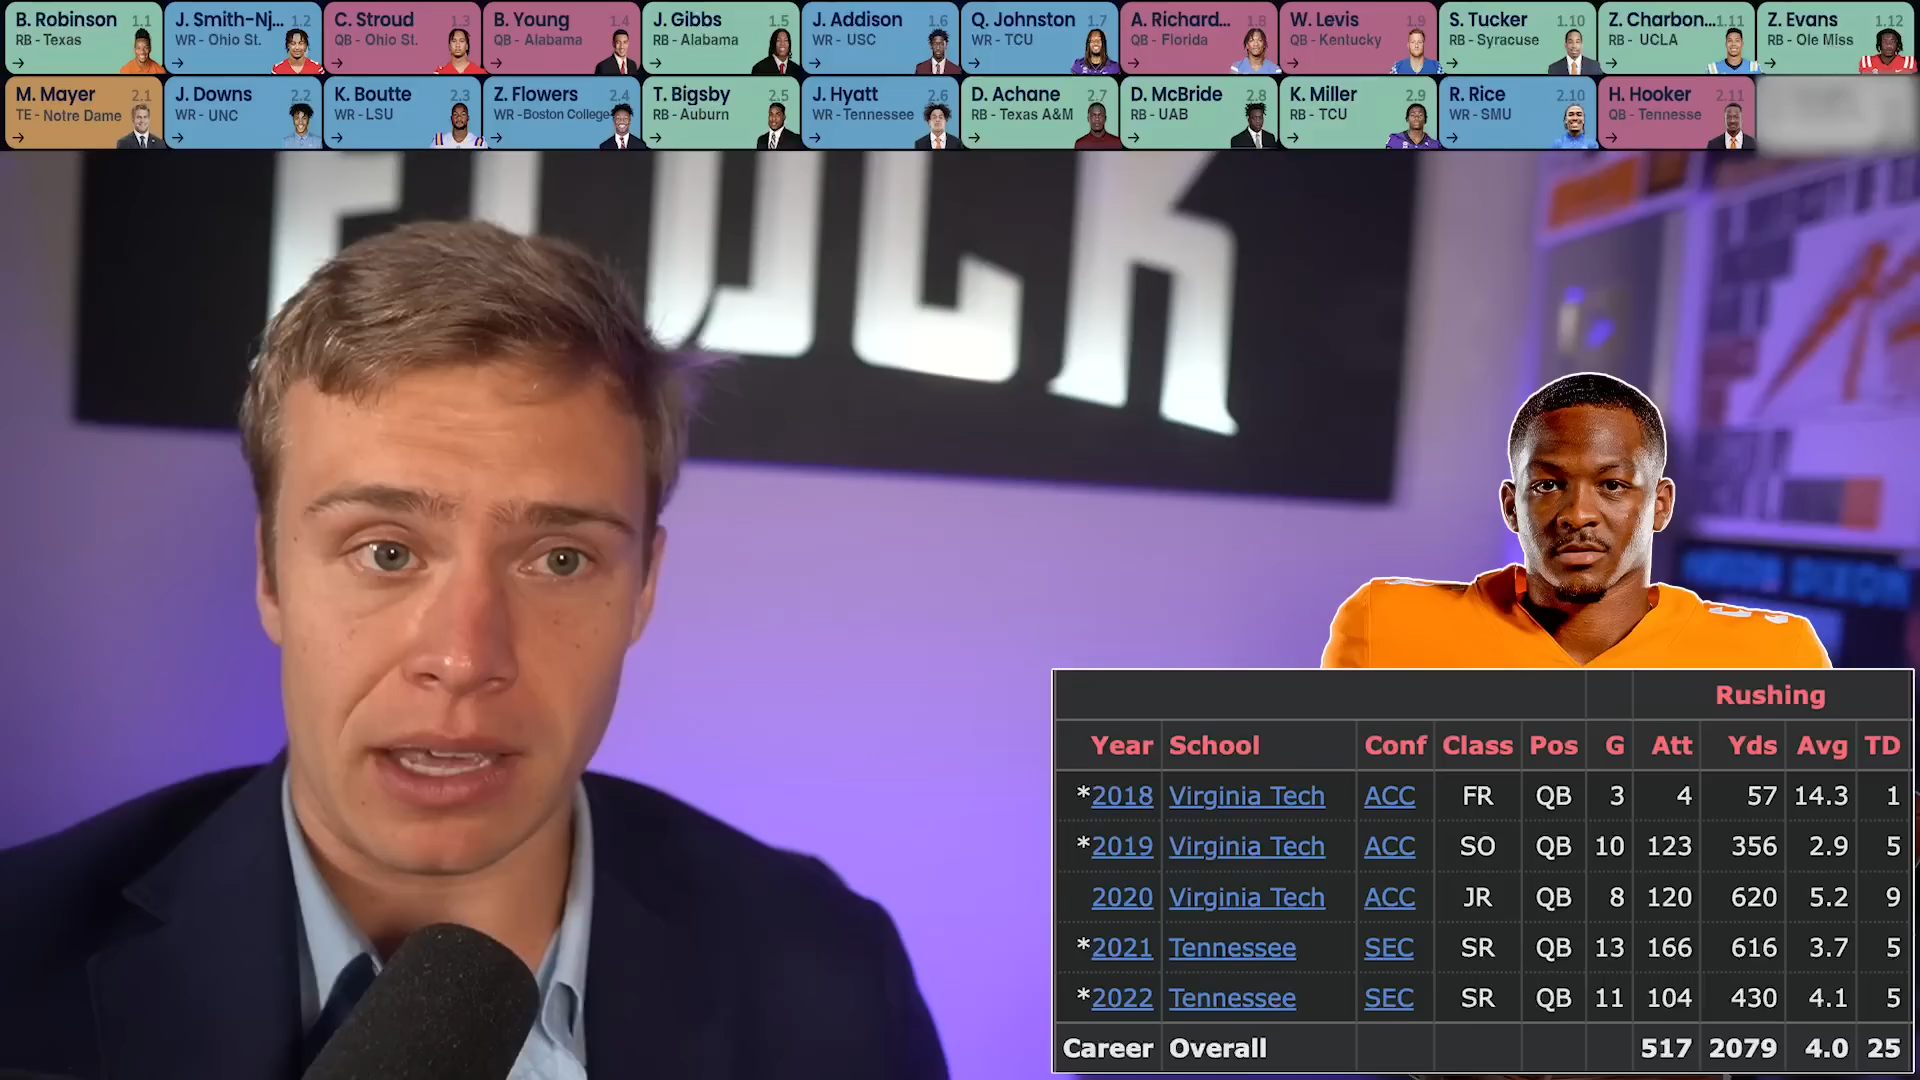 B. Robinson 1.1
RB - Texas
J. Smith-Nj... 1.2
WR - Ohio St.
C. Stroud 1.3
QB - Ohio St.
B. Young 1.4
QB - Alabama
J. Gibbs 1.5
RB - Alabama
J. Addison 1.6
WR - USC
Q. Johnston 1.7
WR - TCU
A. Richard... 1.8
QB - Florida
W. Levis 1.9
QB - Kentucky
S. Tucker 1.10
RB - Syracuse
Z. Charbon... 1.11
RB - UCLA
Z. Evans 1.12
RB - Ole Miss
M. Mayer 2.1
TE - Notre Dame
J. Downs 2.2
WR - UNC
K. Boutte 2.3
WR - LSU
Z. Flowers 2.4
WR - Boston College
T. Bigsby 2.5
RB - Auburn
J. Hyatt 2.6
WR - Tennessee
D. Achane 2.7
RB - Texas A&M
D. McBride 2.8
RB - UAB
K. Miller 2.9
RB - TCU
R. Rice 2.10
WR - SMU
H. Hooker 2.11
QB - Tennesse
FLOCK
Rushing
Year School Conf Class Pos G Att Yds Avg TD
*2018 Virginia Tech ACC FR QB 3 4 57 14.3 1
*2019 Virginia Tech ACC SO QB 10 123 356 2.9 5
2020 Virginia Tech ACC JR QB 8 120 620 5.2 9
*2021 Tennessee SEC SR QB 13 166 616 3.7 5
*2022 Tennessee SEC SR QB 11 104 430 4.1 5
Career Overall 517 2079 4.0 25